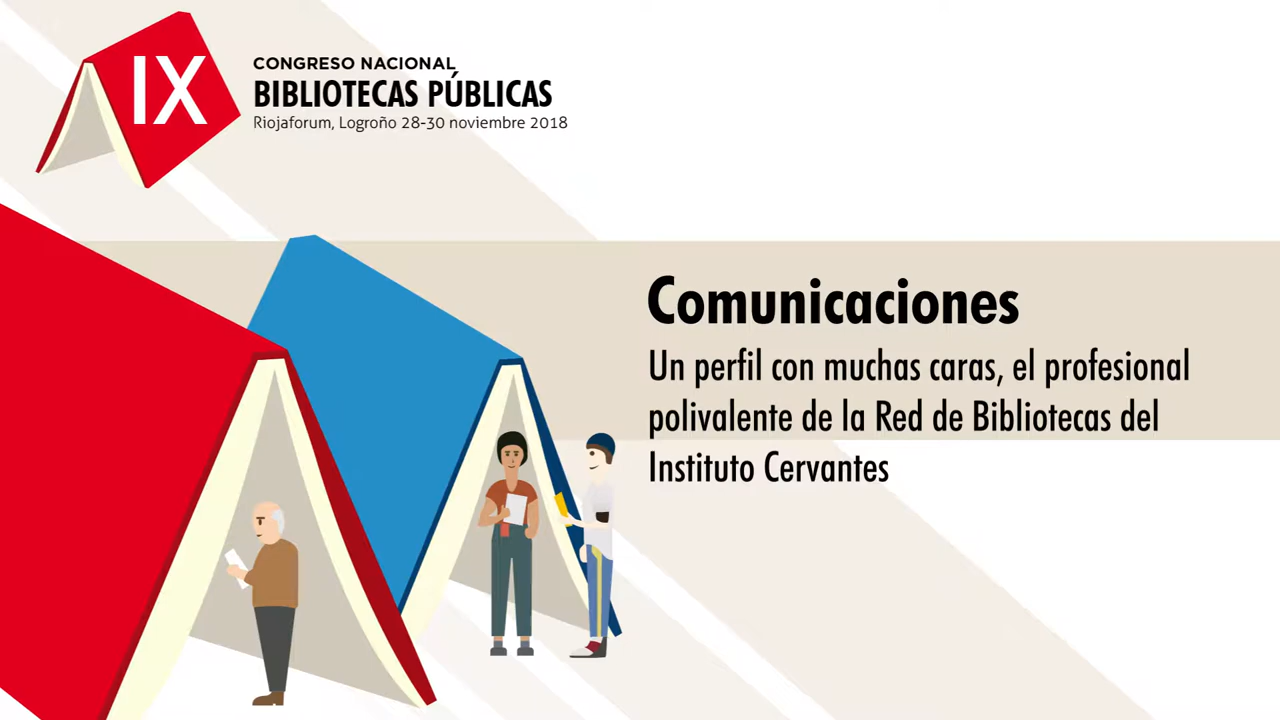 IX
CONGRESO NACIONAL
BIBLIOTECAS PÚBLICAS
Riojaforum, Logroño 28-30 noviembre 2018
Comunicaciones
Un perfil con muchas caras, el profesional
polivalente de la Red de Bibliotecas del
Instituto Cervantes